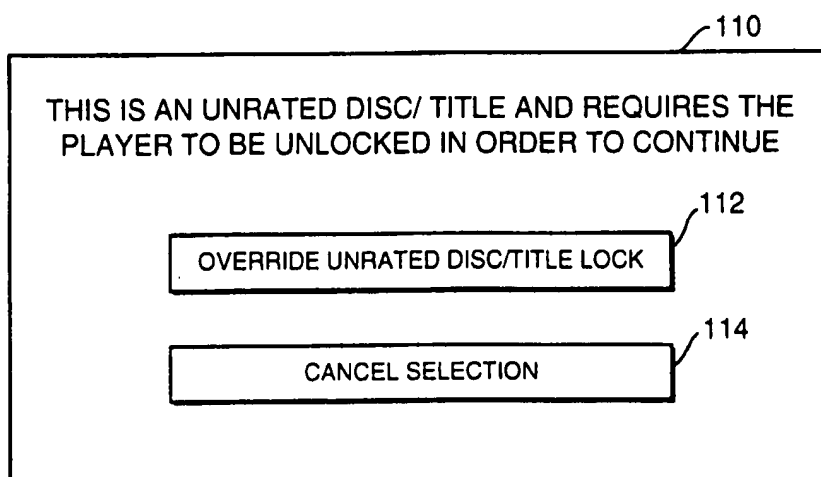 110
THIS IS AN UNRATED DISC/ TITLE AND REQUIRES THE
PLAYER TO BE UNLOCKED IN ORDER TO CONTINUE
112
OVERRIDE UNRATED DISC/TITLE LOCK
114
CANCEL SELECTION